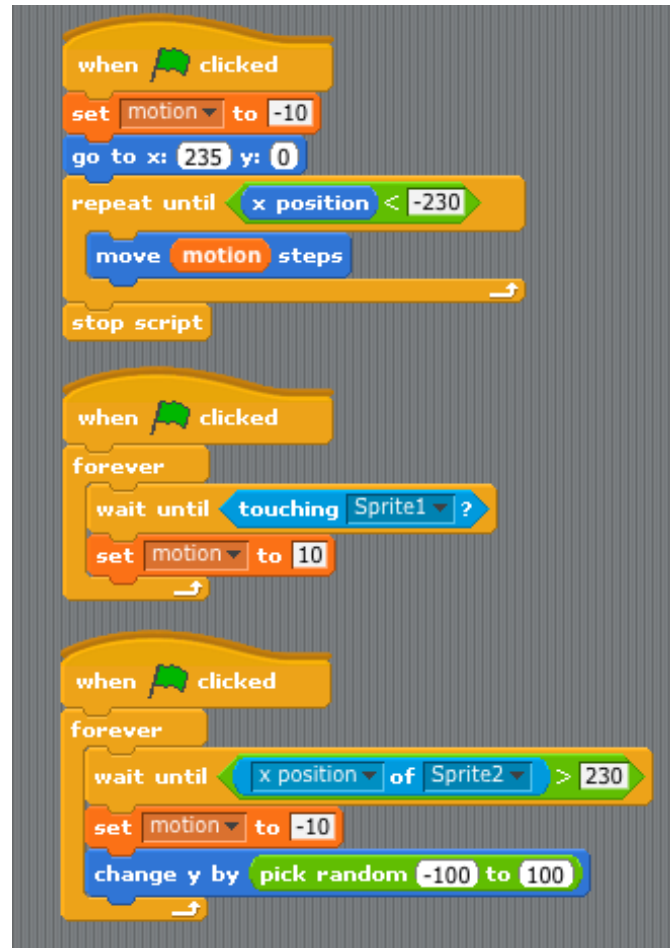 when clicked
set motion to -10
go to x: 235 y: 0
repeat until x position < -230
move motion steps
stop script
when clicked
forever
wait until touching Sprite1 ?
set motion to 10
when clicked
forever
wait until x position of Sprite2 > 230
set motion to -10
change y by pick random -100 to 100